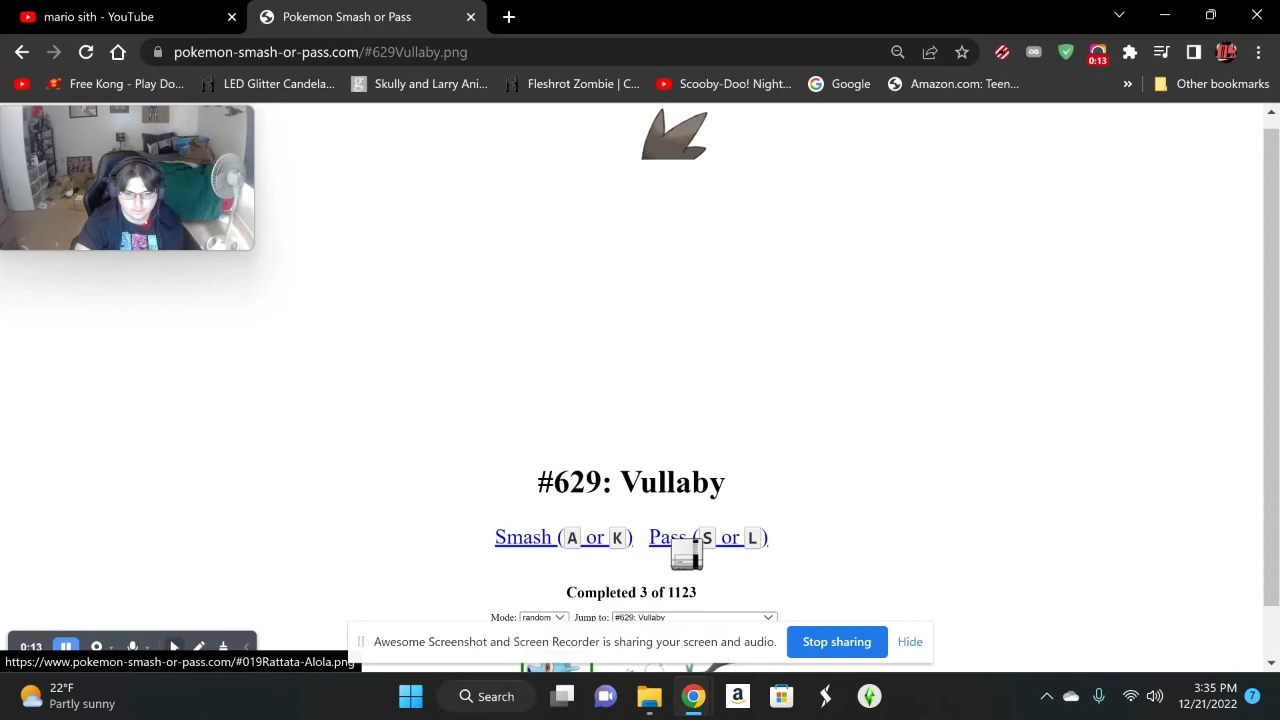 mario sith - YouTube
Pokemon Smash or Pass
pokemon-smash-or-pass.com/#629Vullaby.png
0:13
Free Kong - Play Do...
LED Glitter Candela...
Skully and Larry Ani...
Fleshrot Zombie | C...
Scooby-Doo! Night...
Google
Amazon.com: Teen...
»
Other bookmarks
#629: Vullaby
Smash (A or K) Pass (S or L)
Completed 3 of 1123
Mode: random Jump to: #629: Vullaby
0:13
Awesome Screenshot and Screen Recorder is sharing your screen and audio.
Stop sharing
Hide
https://www.pokemon-smash-or-pass.com/#019Rattata-Alola.png
22°F
Partly sunny
Search
3:35 PM
12/21/2022
7